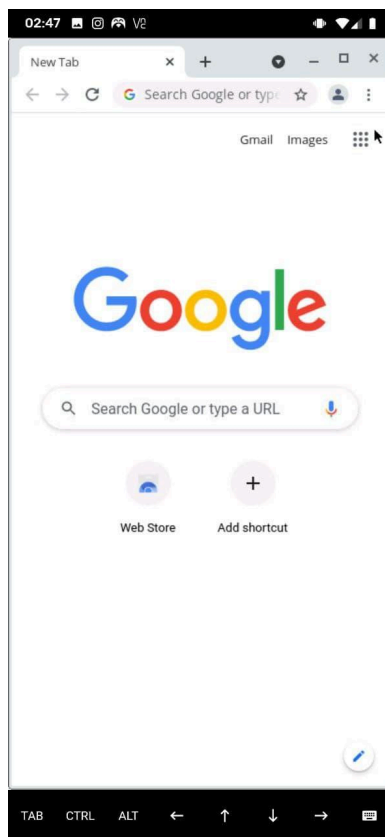 02:47
New Tab
Search Google or type
Gmail Images
Google
Search Google or type a URL
Web Store Add shortcut
TAB CTRL ALT